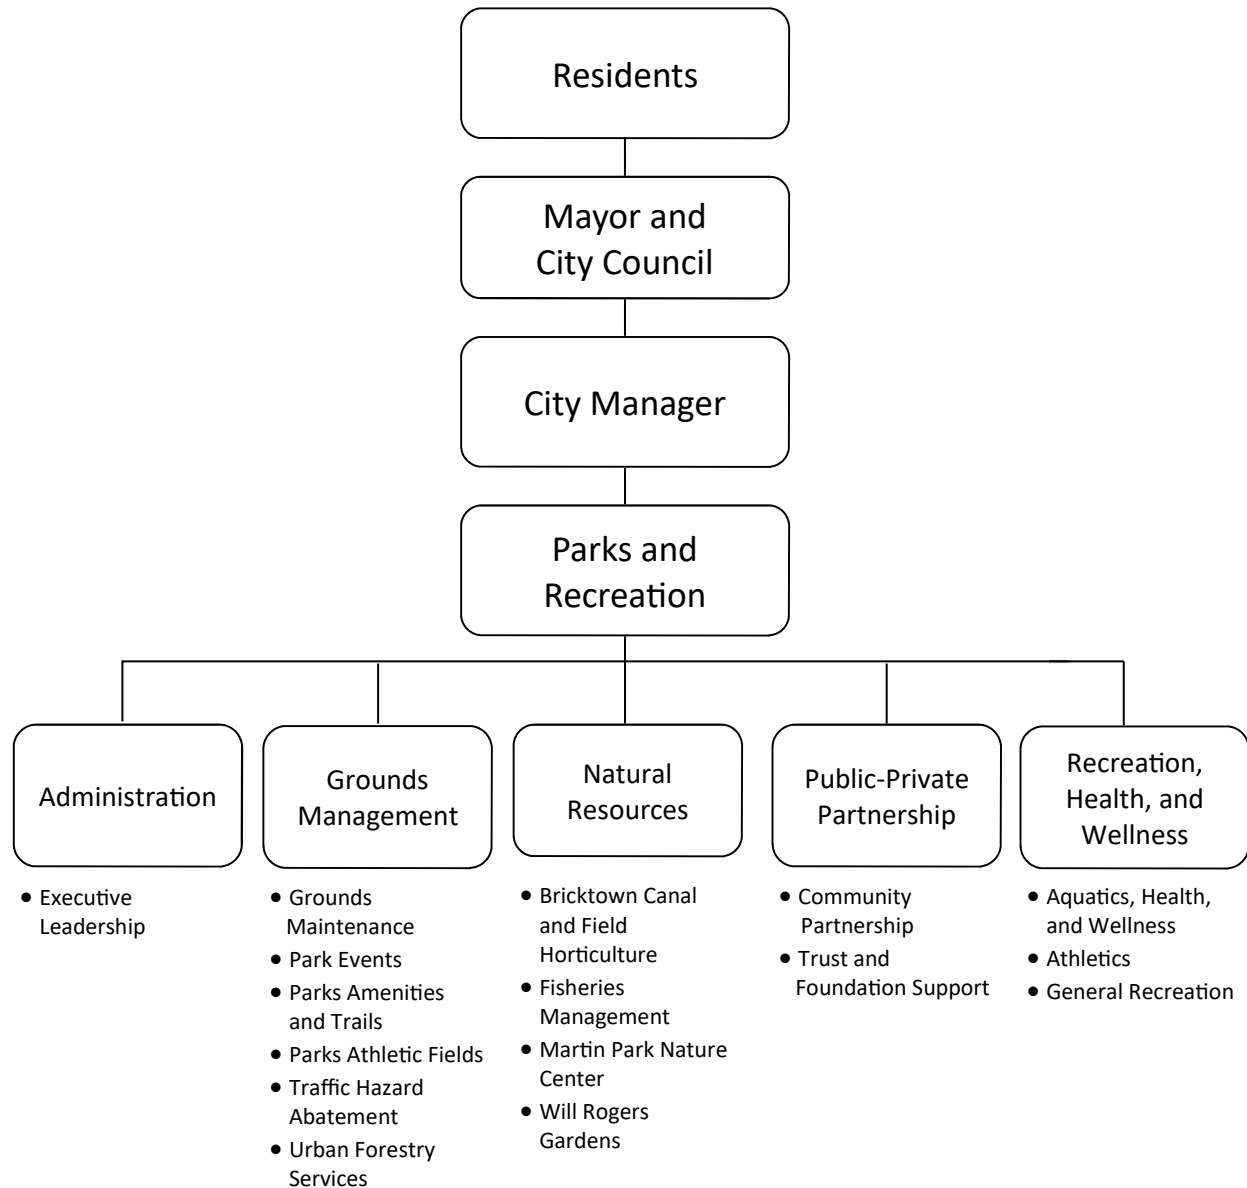 Residents
Mayor and
City Council
City Manager
Parks and
Recreation
Administration
• Executive
Leadership
Grounds
Management
• Grounds
Maintenance
• Park Events
• Parks Amenities
and Trails
• Parks Athletic Fields
• Traffic Hazard
Abatement
• Urban Forestry
Services
Natural
Resources
• Bricktown Canal
and Field
Horticulture
• Fisheries
Management
• Martin Park Nature
Center
• Will Rogers
Gardens
Public-Private
Partnership
• Community
Partnership
• Trust and
Foundation Support
Recreation,
Health, and
Wellness
• Aquatics, Health,
and Wellness
• Athletics
• General Recreation